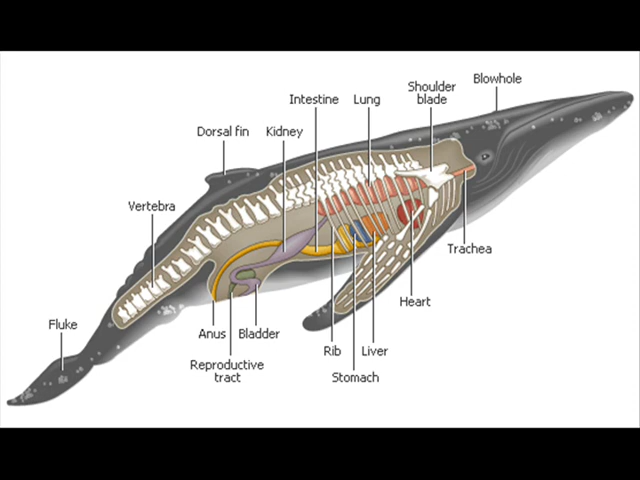 Blowhole
Shoulder
blade
Intestine
Lung
Dorsal fin
Kidney
Vertebra
Trachea
Heart
Fluke
Anus
Bladder
Rib
Liver
Reproductive
tract
Stomach